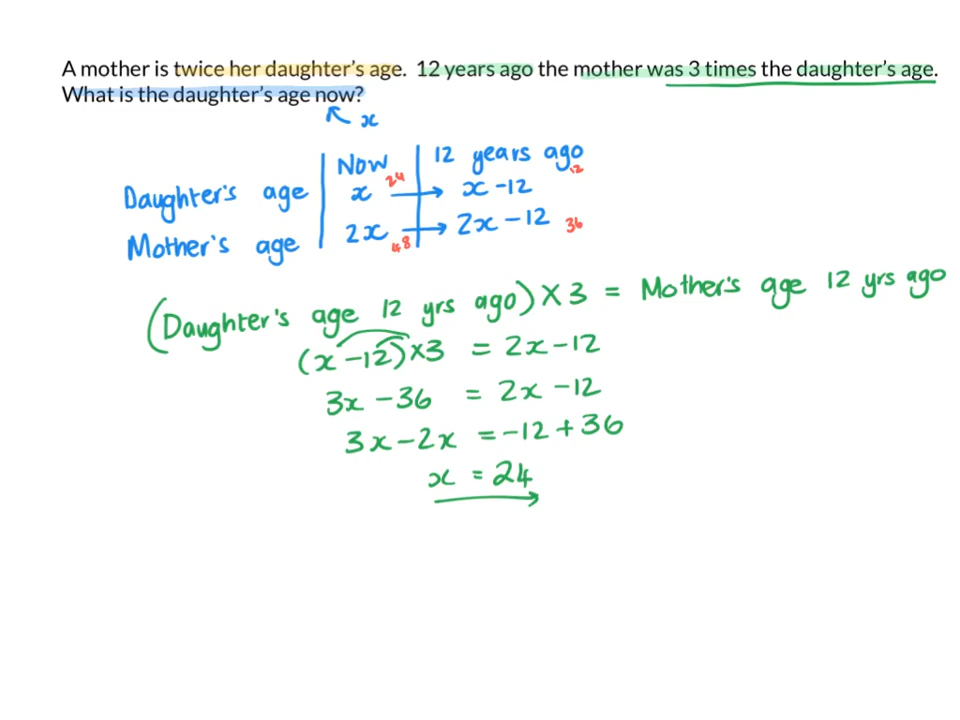 A mother is twice her daughter's age. 12 years ago the mother was 3 times the daughter's age.
What is the daughter's age now?
x
Now 12 years ago
Daughter's age x 24 x -12 12
Mother's age 2x 48 2x -12 36
(Daughter's age 12 yrs ago) × 3 = Mother's age 12 yrs ago
(x -12)×3 = 2x -12
3x -36 = 2x -12
3x -2x = -12 + 36
x = 24